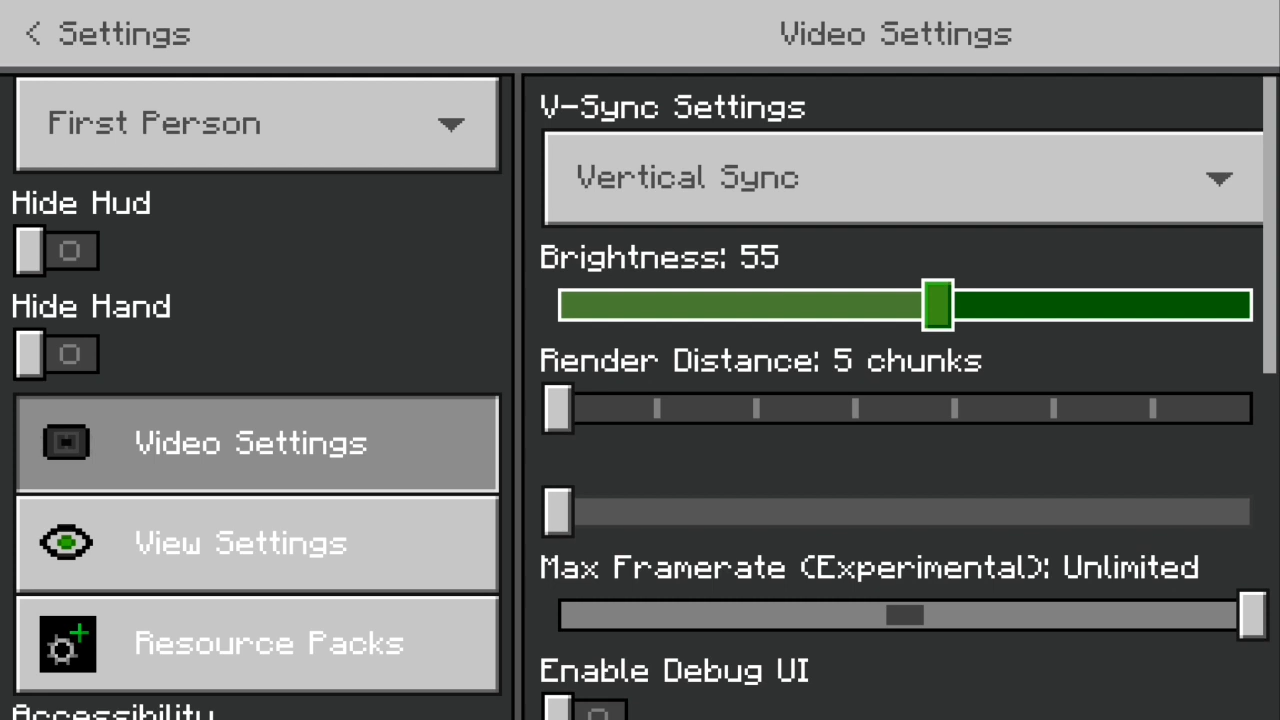 < Settings
Video Settings
First Person
Hide Hud
Hide Hand
Video Settings
View Settings
Resource Packs
Accessibility
V-Sync Settings
Vertical Sync
Brightness: 55
Render Distance: 5 chunks
Max Framerate (Experimental): Unlimited
Enable Debug UI